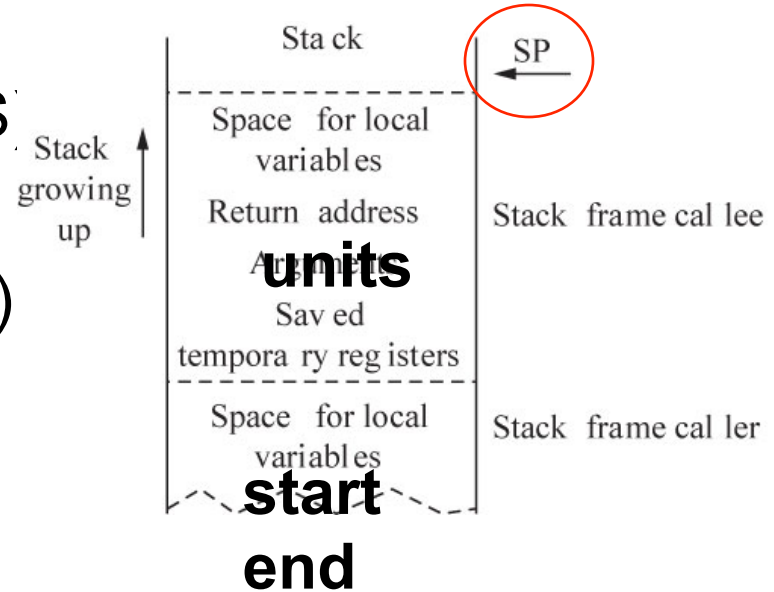 Stack
SP
Space for local
variables
Stack
growing
up
Return address
Stack frame callee
units
Saved
temporary registers
Space for local
variables
Stack frame caller
start
end